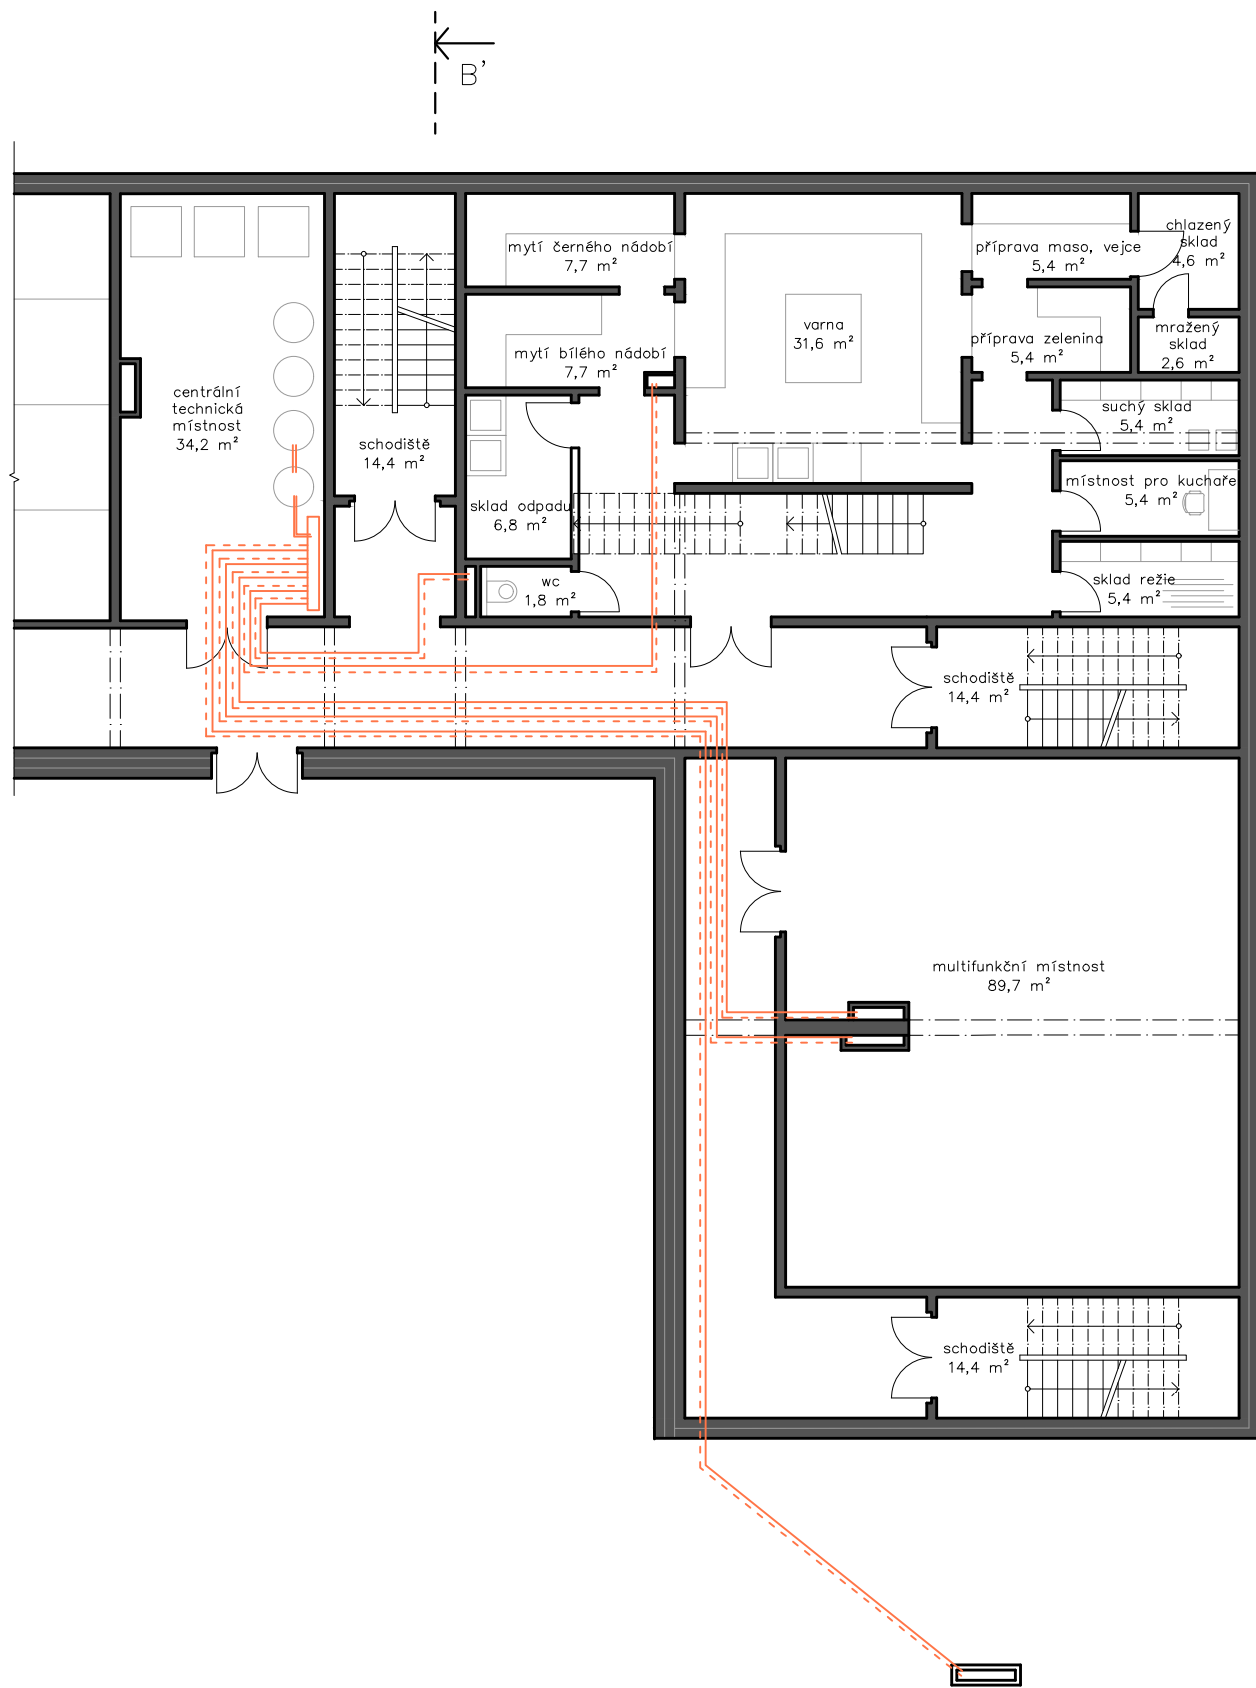 B'
mytí černého nádobí
7,7 m²
chlazený
sklad
4,6 m²
příprava maso, vejce
5,4 m²
varna
31,6 m²
mražený
sklad
2,6 m²
příprava zelenina
5,4 m²
mytí bílého nádobí
7,7 m²
centrální
technická
místnost
34,2 m²
suchý sklad
5,4 m²
schodiště
14,4 m²
místnost pro kuchaře
5,4 m²
sklad odpadu
6,8 m²
wc
1,8 m²
sklad režie
5,4 m²
schodiště
14,4 m²
multifunkční místnost
89,7 m²
schodiště
14,4 m²